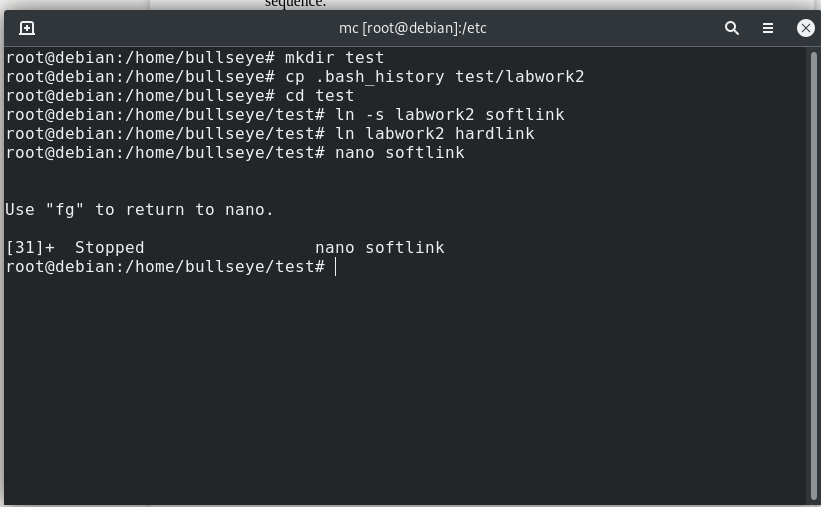 sequence.
mc [root@debian]:/etc
root@debian:/home/bullseye# mkdir test
root@debian:/home/bullseye# cp .bash_history test/labwork2
root@debian:/home/bullseye# cd test
root@debian:/home/bullseye/test# ln -s labwork2 softlink
root@debian:/home/bullseye/test# ln labwork2 hardlink
root@debian:/home/bullseye/test# nano softlink
Use "fg" to return to nano.
[31]+  Stopped                 nano softlink
root@debian:/home/bullseye/test#